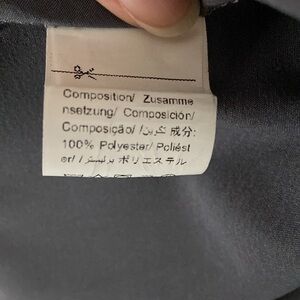 Composition/ Zusamme
nsetzung/ Composición/
Composição/ 成分:
100% Polyester/ Poliést
er/ ポリエステル